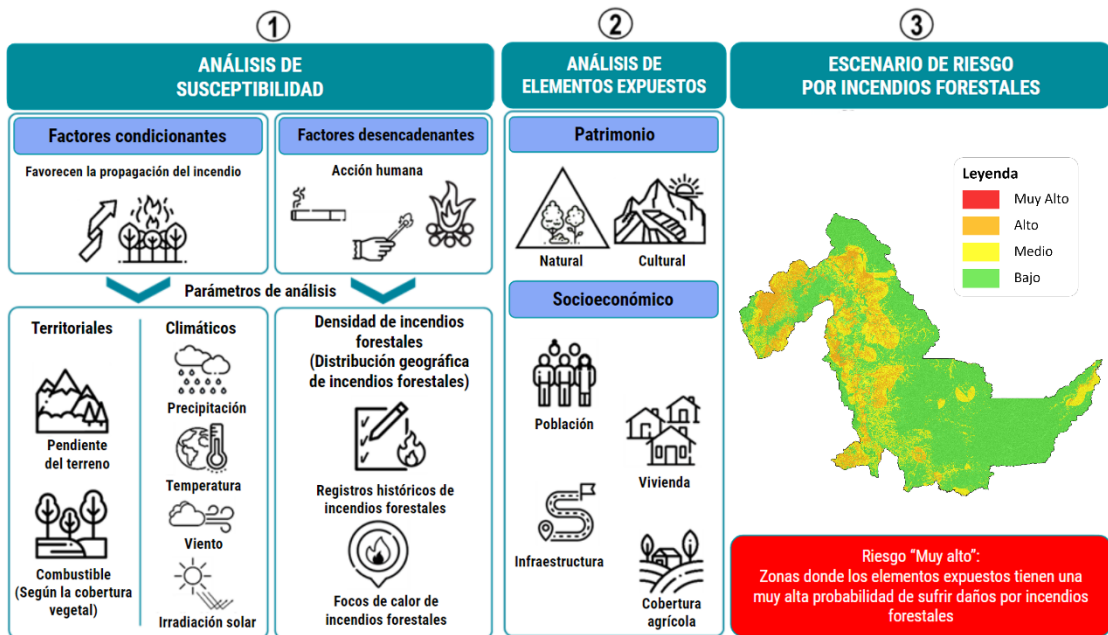 1
ANÁLISIS DE
SUSCEPTIBILIDAD
Factores condicionantes
Favorecen la propagación del incendio
Factores desencadenantes
Acción humana
Parámetros de análisis
Territoriales
Pendiente
del terreno
Combustible
(Según la cobertura
vegetal)
Climáticos
Precipitación
Temperatura
Viento
Irradiación solar
Densidad de incendios
forestales
(Distribución geográfica
de incendios forestales)
Registros históricos de
incendios forestales
Focos de calor de
incendios forestales
2
ANÁLISIS DE
ELEMENTOS EXPUESTOS
Patrimonio
Natural
Cultural
Socioeconómico
Población
Vivienda
Infraestructura
Cobertura
agrícola
3
ESCENARIO DE RIESGO
POR INCENDIOS FORESTALES
Leyenda
Muy Alto
Alto
Medio
Bajo
Riesgo “Muy alto”:
Zonas donde los elementos expuestos tienen una
muy alta probabilidad de sufrir daños por incendios
forestales